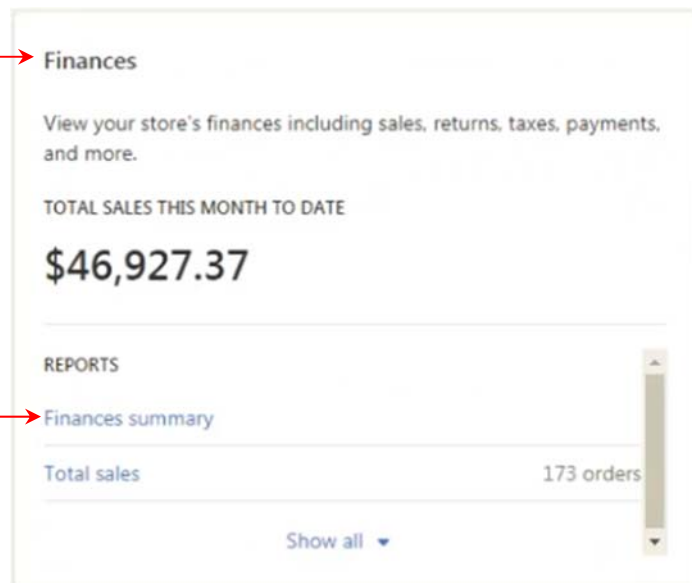 Finances
View your store's finances including sales, returns, taxes, payments,
and more.
TOTAL SALES THIS MONTH TO DATE
$46,927.37
REPORTS
Finances summary
Total sales 173 orders
Show all